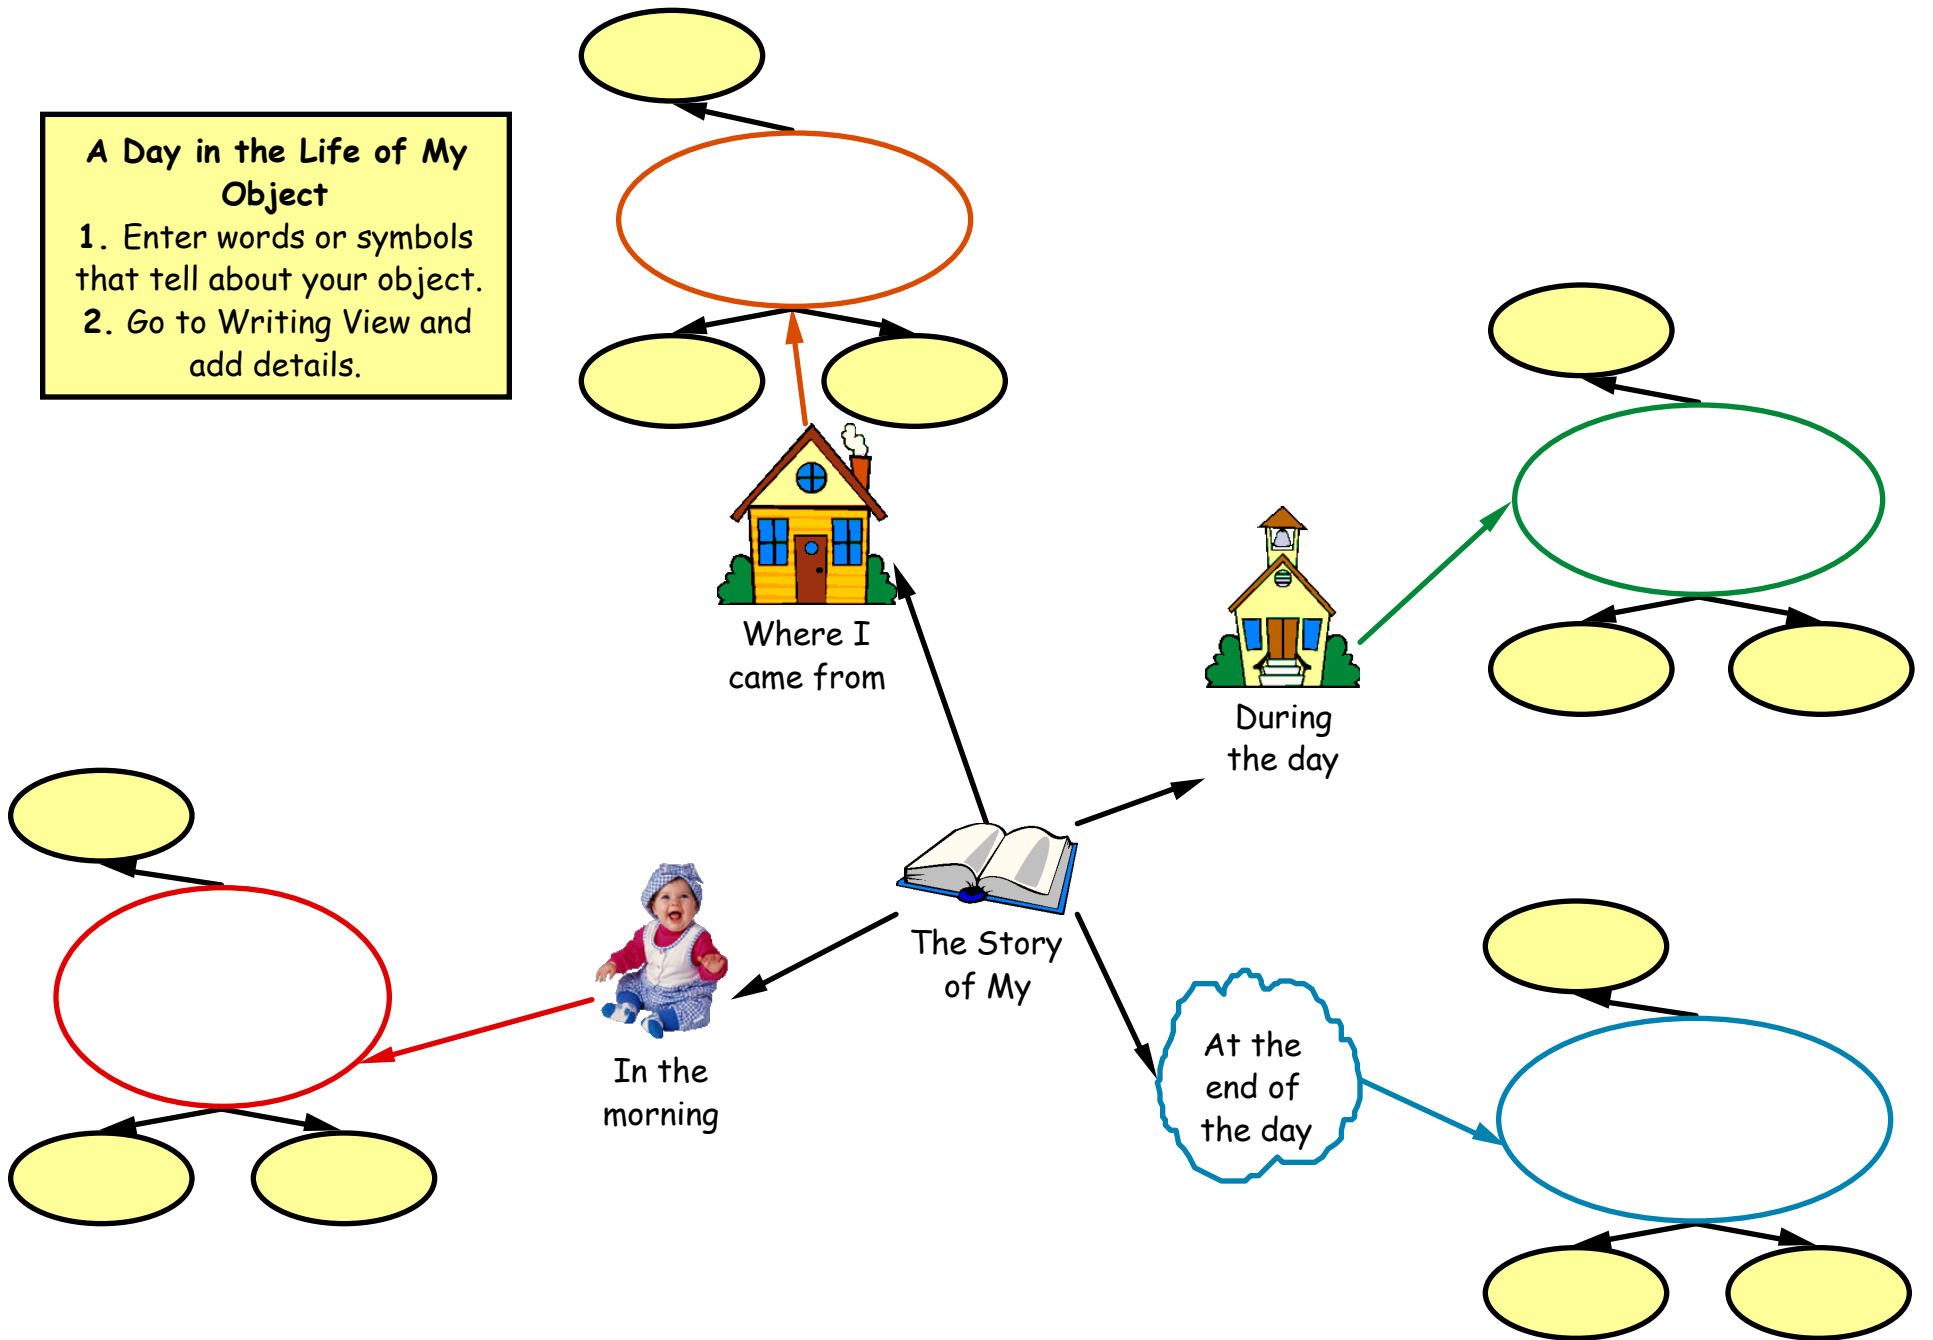 A Day in the Life of My
Object
1. Enter words or symbols
that tell about your object.
2. Go to Writing View and
add details.
Where I
came from
During
the day
The Story
of My
In the
morning
At the
end of
the day